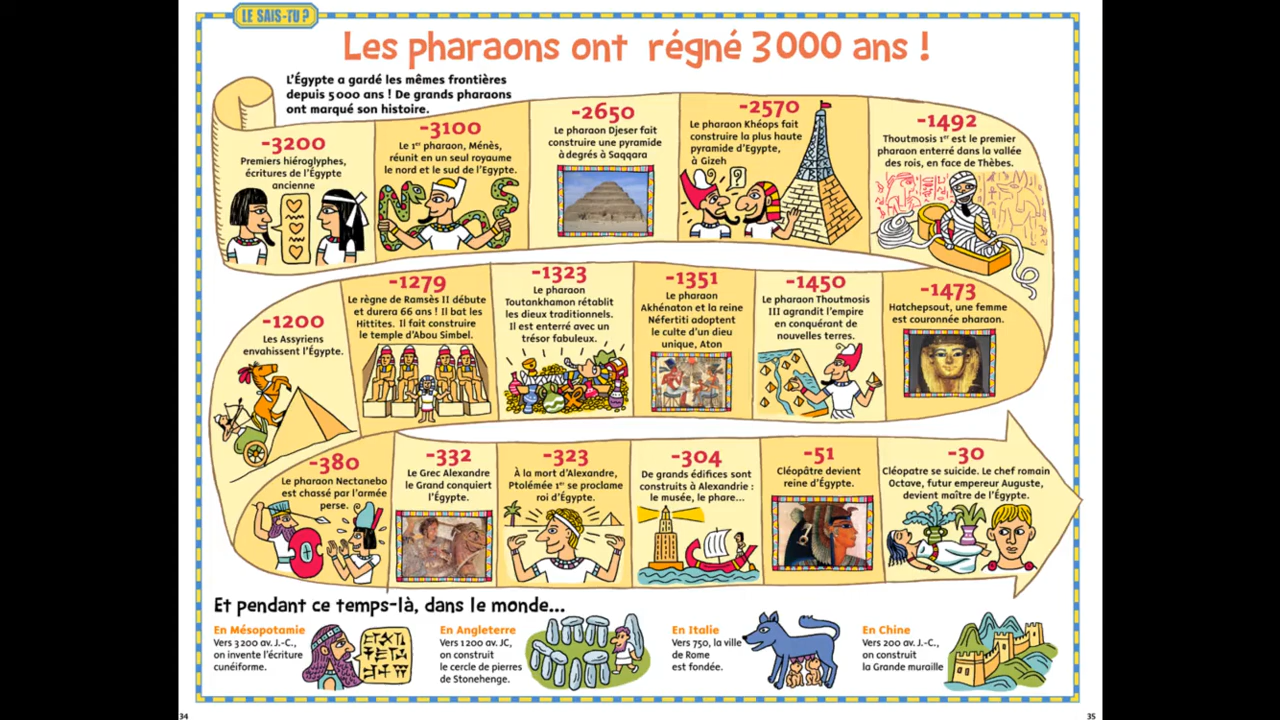 LE SAIS-TU ?
Les pharaons ont régné 3000 ans !
L'Égypte a gardé les mêmes frontières
depuis 5000 ans ! De grands pharaons
ont marqué son histoire.
-3200
Premiers hiéroglyphes,
écritures de l'Égypte
ancienne
-3100
Le 1er pharaon, Ménès,
réunit en un seul royaume
le nord et le sud de l'Egypte.
-2650
Le pharaon Djeser fait
construire une pyramide
à degrés à Saqqara
-2570
Le pharaon Khéops fait
construire la plus haute
pyramide d'Egypte,
à Gizeh
?
-1492
Thoutmosis 1er est le premier
pharaon enterré dans la vallée
des rois, en face de Thèbes.
-1473
Hatchepsout, une femme
est couronnée pharaon.
-1450
Le pharaon Thoutmosis
III agrandit l'empire
en conquérant de
nouvelles terres.
-1351
Le pharaon
Akhénaton et la reine
Néfertiti adoptent
le culte d'un dieu
unique, Aton
-1323
Le pharaon
Toutankhamon rétablit
les dieux traditionnels.
Il est enterré avec un
trésor fabuleux.
-1279
Le règne de Ramsès II débute
et durera 66 ans ! Il bat les
Hittites. Il fait construire
le temple d'Abou Simbel.
-1200
Les Assyriens
envahissent l'Égypte.
-380
Le pharaon Nectanebo
est chassé par l'armée
perse.
-332
Le Grec Alexandre
le Grand conquiert
l'Égypte.
-323
À la mort d'Alexandre,
Ptolémée 1er se proclame
roi d'Égypte.
-304
De grands édifices sont
construits à Alexandrie :
le musée, le phare...
-51
Cléopâtre devient
reine d'Égypte.
-30
Cléopatre se suicide. Le chef romain
Octave, futur empereur Auguste,
devient maître de l'Égypte.
Et pendant ce temps-là, dans le monde...
En Mésopotamie
Vers 3200 av. J.-C.,
on invente l'écriture
cunéiforme.
En Angleterre
Vers 1200 av. JC,
on construit
le cercle de pierres
de Stonehenge.
En Italie
Vers 750, la ville
de Rome
est fondée.
En Chine
Vers 200 av. J.-C.,
on construit
la Grande muraille
34
35